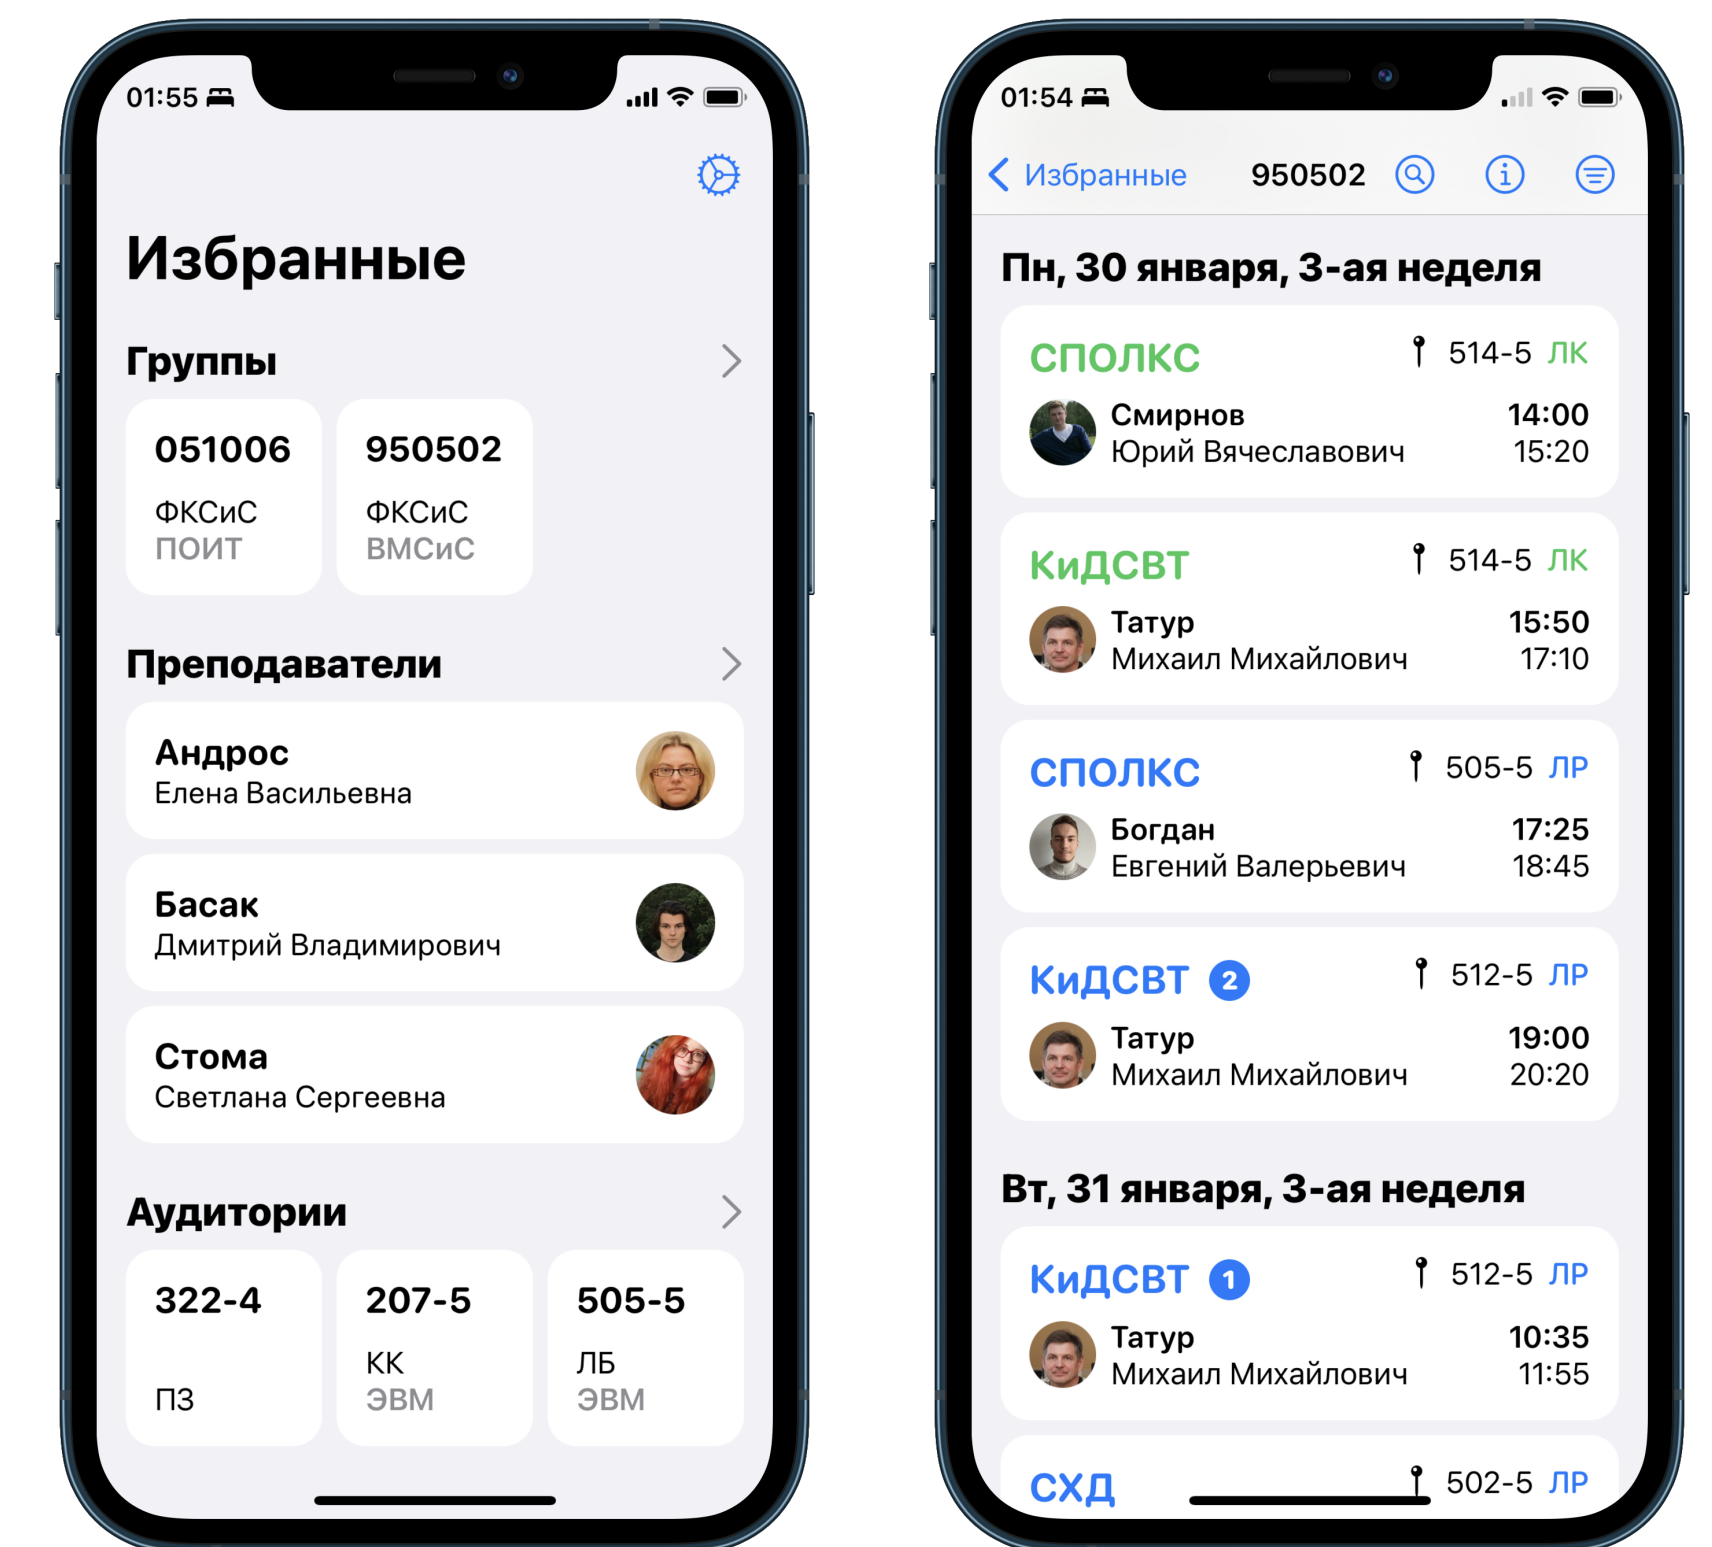 01:55
Избранные
Группы
051006
ФКСиС
ПОИТ
950502
ФКСиС
ВМСиС
Преподаватели
Андрос
Елена Васильевна
Басак
Дмитрий Владимирович
Стома
Светлана Сергеевна
Аудитории
322-4
ПЗ
207-5
КК
ЭВМ
505-5
ЛБ
ЭВМ
01:54
Избранные 950502
Пн, 30 января, 3-ая неделя
СПОЛКС 514-5 ЛК
Смирнов 14:00
Юрий Вячеславович 15:20
КиДСВТ 514-5 ЛК
Татур 15:50
Михаил Михайлович 17:10
СПОЛКС 505-5 ЛР
Богдан 17:25
Евгений Валерьевич 18:45
КиДСВТ 2 512-5 ЛР
Татур 19:00
Михаил Михайлович 20:20
Вт, 31 января, 3-ая неделя
КиДСВТ 1 512-5 ЛР
Татур 10:35
Михаил Михайлович 11:55
СХД 502-5 ЛР